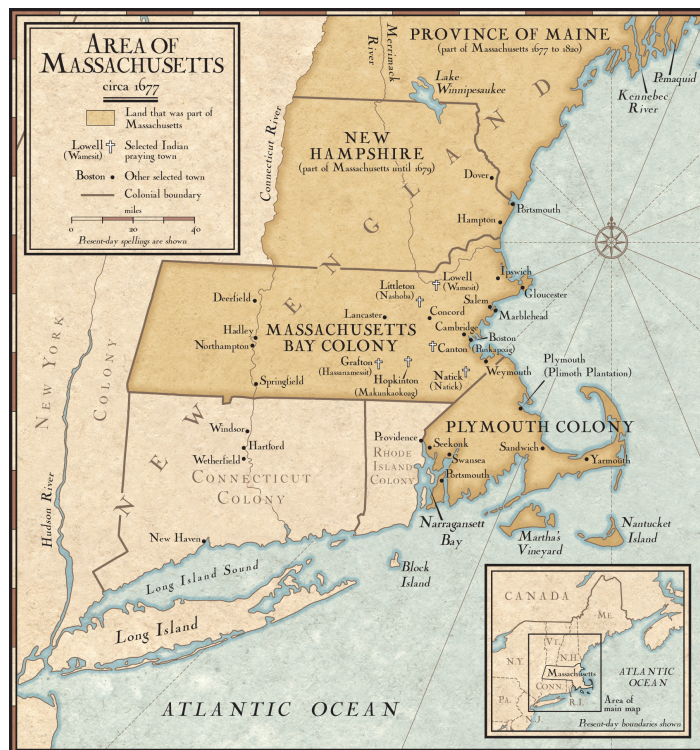 AREA OF
MASSACHUSETTS
circa 1677
Land that was part of
Massachusetts
Lowell
(Wamesit)
Selected Indian
praying town
Boston
Other selected town
Colonial boundary
miles
0 20 40
Present-day spellings are shown
PROVINCE OF MAINE
(part of Massachusetts 1677 to 1820)
Merrimack
River
Lake
Winnipesaukee
Pemaquid
Kennebec
River
Connecticut River
NEW
HAMPSHIRE
(part of Massachusetts until 1679)
Dover
Portsmouth
Hampton
NEW ENGLAND
Ipswich
Gloucester
Littleton
(Nashoba)
Lowell
(Wamesit)
Salem
Marblehead
Deerfield
Lancaster
Concord
Cambridge
Boston
MASSACHUSETTS
BAY COLONY
Hadley
Northampton
Canton
(Punkapoag)
Grafton
(Hassanamessit)
Hopkinton
(Makunkaokoag)
Natick
(Natick)
Weymouth
Springfield
Plymouth
(Plimoth Plantation)
NEW YORK
COLONY
PLYMOUTH COLONY
Windsor
Hartford
Wetherfield
CONNECTICUT
COLONY
Providence
RHODE
ISLAND
COLONY
Seekonk
Swansea
Portsmouth
Sandwich
Yarmouth
Hudson River
New Haven
Narragansett
Bay
Martha's
Vineyard
Nantucket
Island
Block
Island
Long Island Sound
Long Island
ATLANTIC OCEAN
CANADA
ME.
VT.
N.H.
N.Y.
Massachusetts
CONN.
R.I.
PA.
N.J.
ATLANTIC
OCEAN
Area of
main map
Present-day boundaries shown